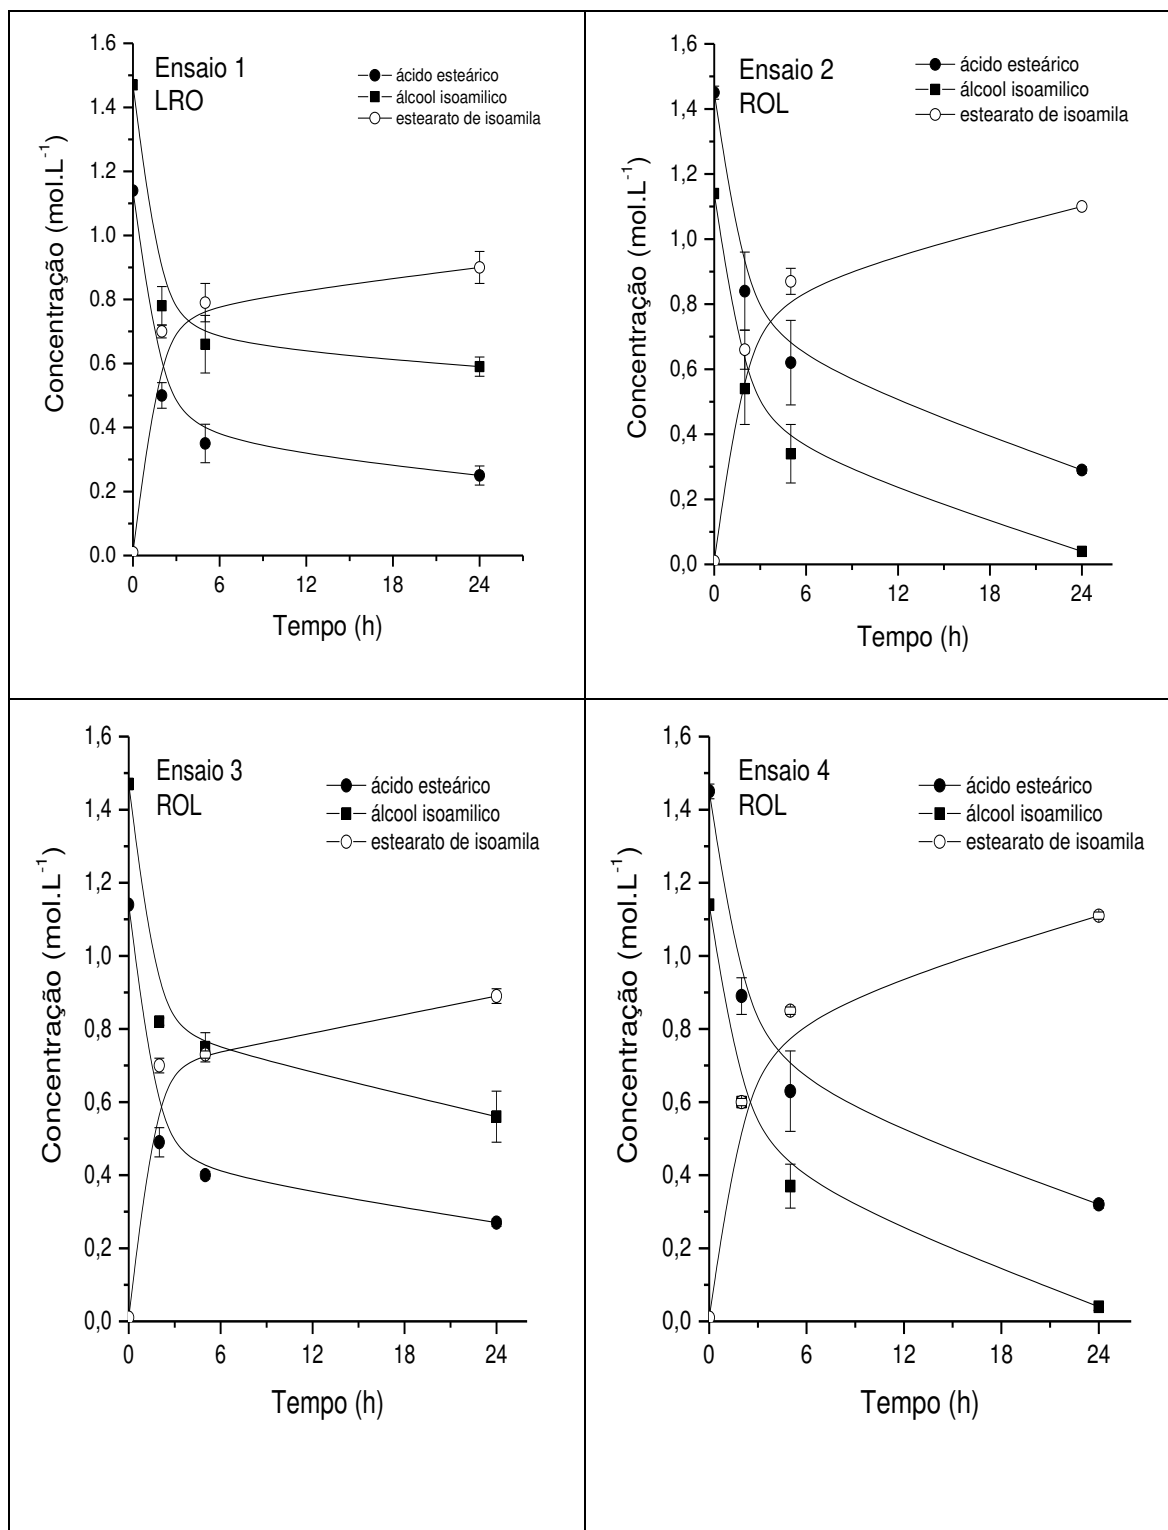 Ensaio 1
LRO
ácido esteárico
álcool isoamilico
estearato de isoamila
Concentração (mol.L⁻¹)
1.6
1.4
1.2
1.0
0.8
0.6
0.4
0.2
0.0
0 6 12 18 24
Tempo (h)
Ensaio 2
ROL
ácido esteárico
álcool isoamilico
estearato de isoamila
Concentração (mol.L⁻¹)
1,6
1,4
1,2
1,0
0,8
0,6
0,4
0,2
0,0
0 6 12 18 24
Tempo (h)
Ensaio 3
ROL
ácido esteárico
álcool isoamilico
estearato de isoamila
Concentração (mol.L⁻¹)
1,6
1,4
1,2
1,0
0,8
0,6
0,4
0,2
0,0
0 6 12 18 24
Tempo (h)
Ensaio 4
ROL
ácido esteárico
álcool isoamilico
estearato de isoamila
Concentração (mol.L⁻¹)
1,6
1,4
1,2
1,0
0,8
0,6
0,4
0,2
0,0
0 6 12 18 24
Tempo (h)